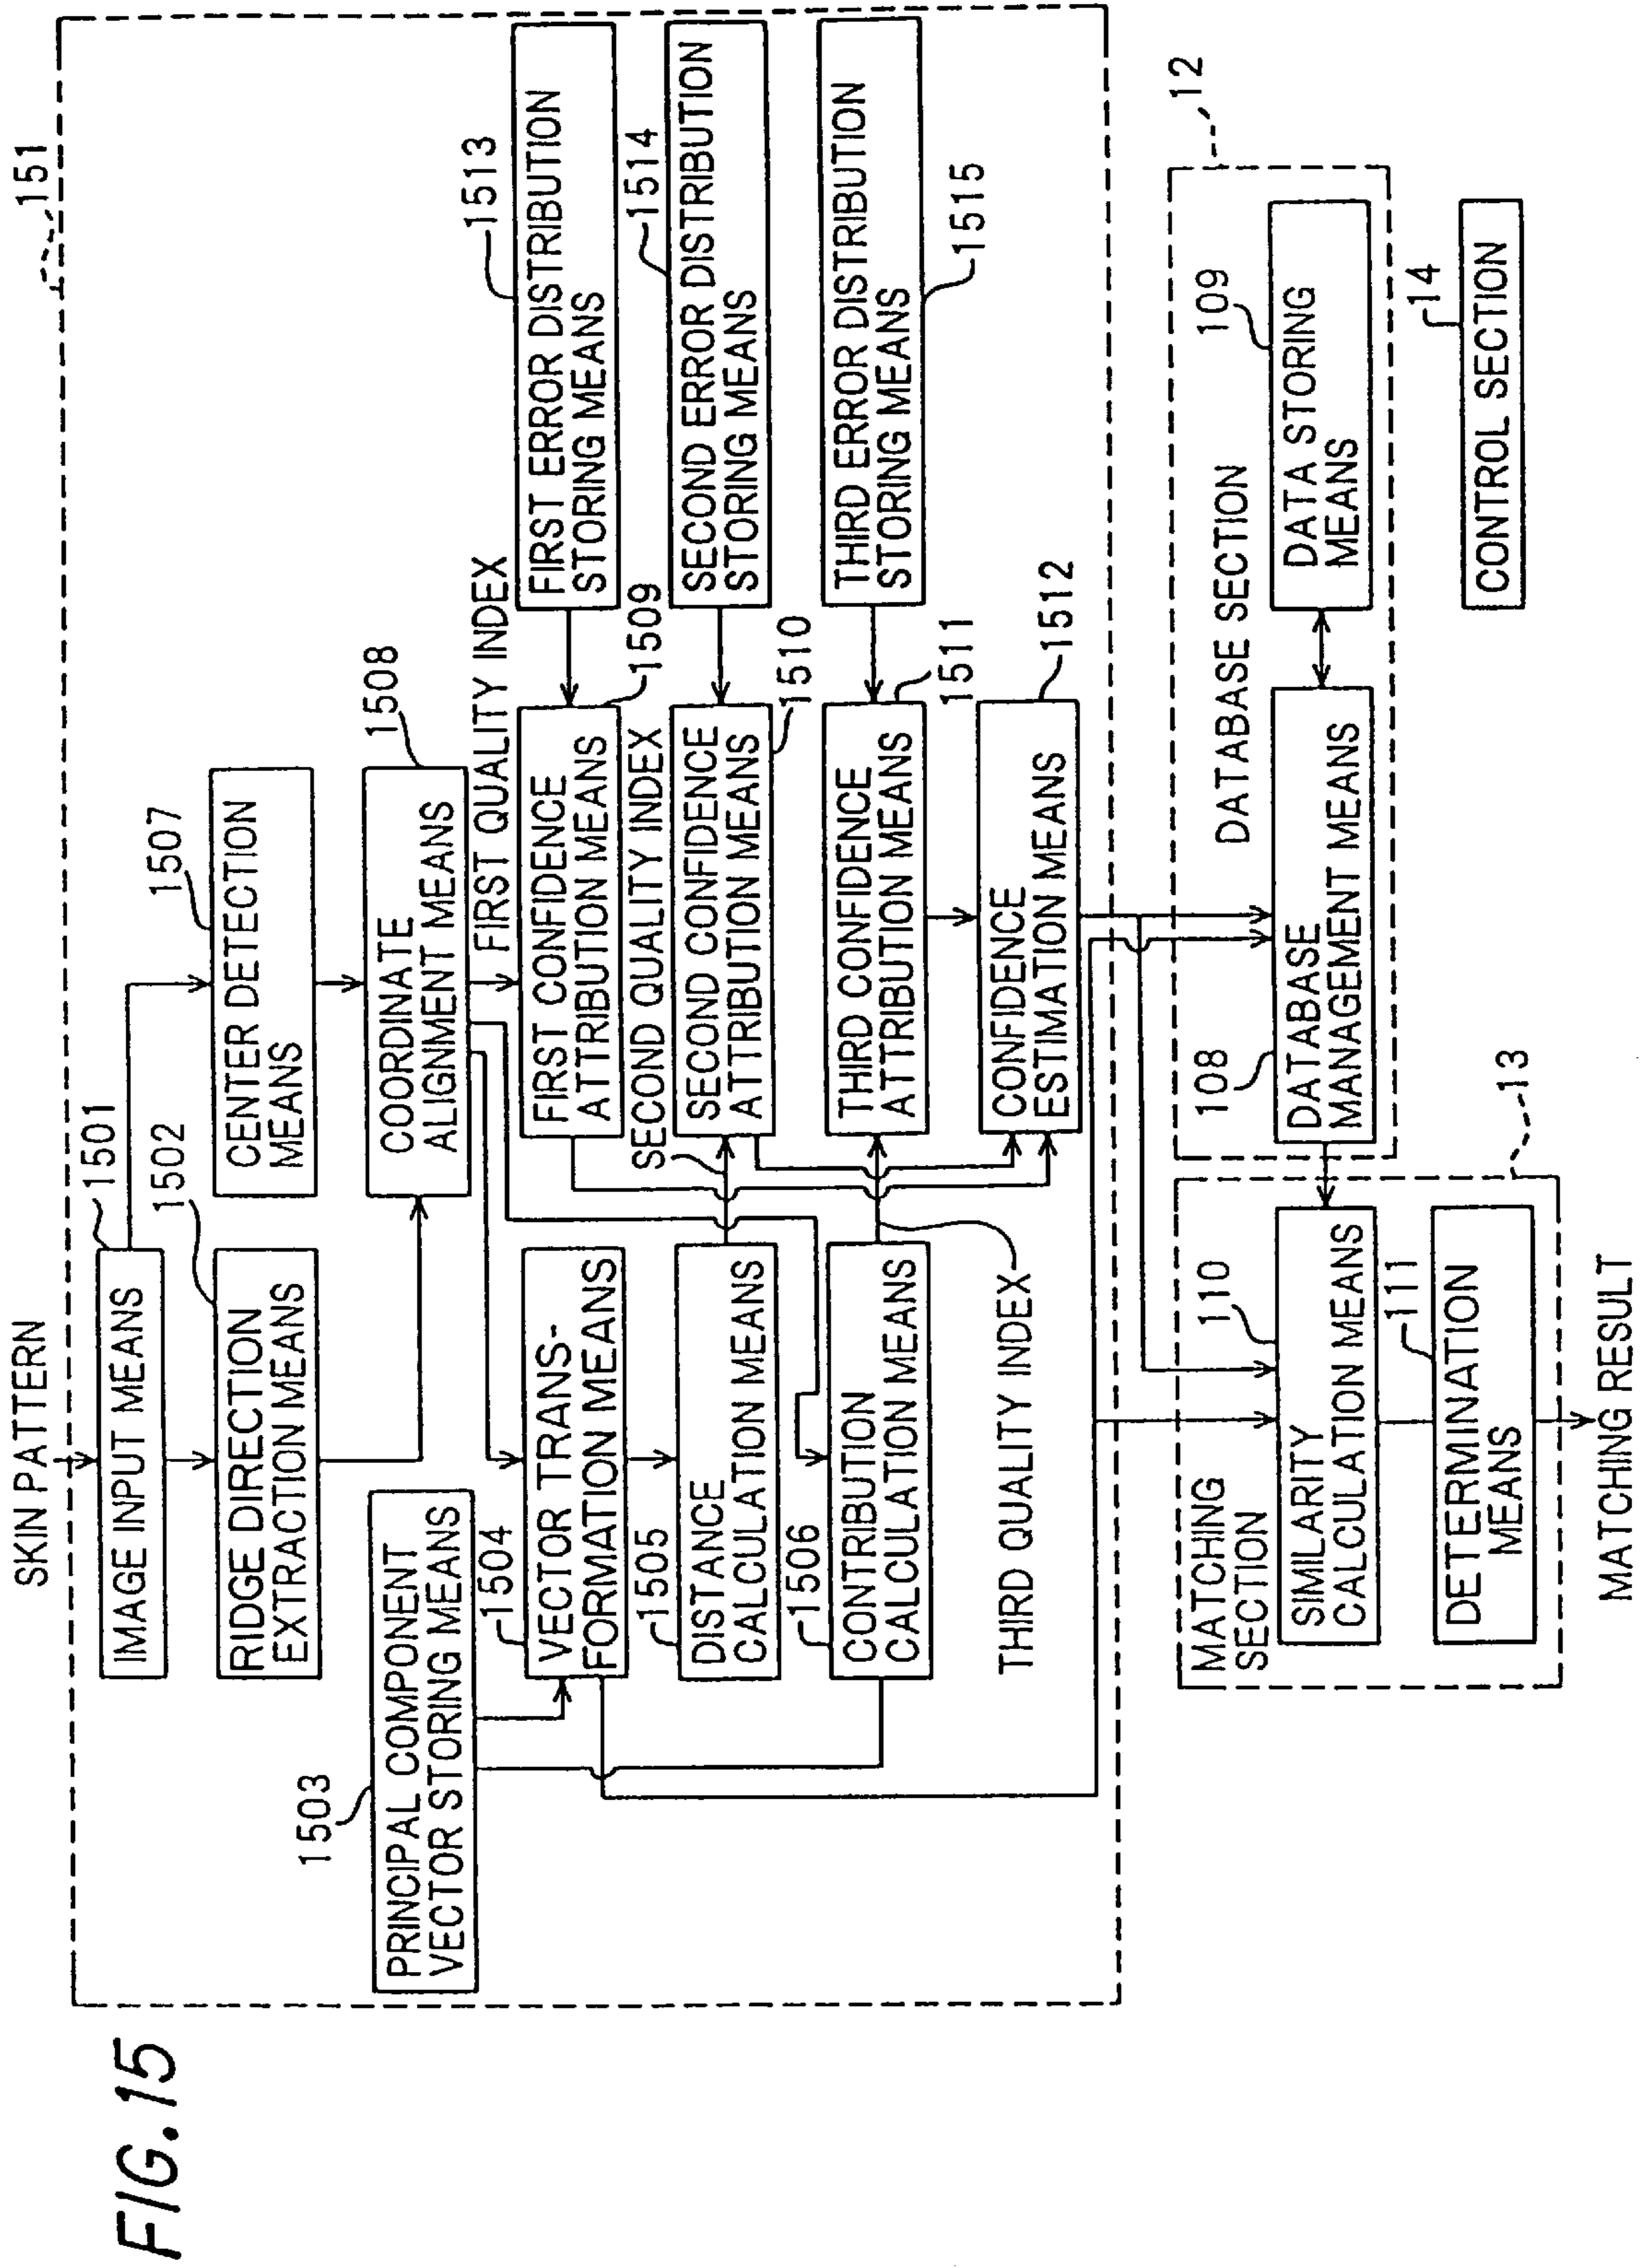 FIG.15
SKIN PATTERN
151
1501
IMAGE INPUT MEANS
1502
RIDGE DIRECTION
EXTRACTION MEANS
1507
CENTER DETECTION
MEANS
1503
PRINCIPAL COMPONENT
VECTOR STORING MEANS
1508
COORDINATE
ALIGNMENT MEANS
FIRST QUALITY INDEX
1504
VECTOR TRANS-
FORMATION MEANS
FIRST CONFIDENCE
ATTRIBUTION MEANS
1509
1513
FIRST ERROR DISTRIBUTION
STORING MEANS
SECOND QUALITY INDEX
1505
DISTANCE
CALCULATION MEANS
SECOND CONFIDENCE
ATTRIBUTION MEANS
1510
1514
SECOND ERROR DISTRIBUTION
STORING MEANS
1506
CONTRIBUTION
CALCULATION MEANS
THIRD CONFIDENCE
ATTRIBUTION MEANS
1511
THIRD ERROR DISTRIBUTION
STORING MEANS
1515
THIRD QUALITY INDEX
CONFIDENCE
ESTIMATION MEANS
1512
MATCHING
SECTION
110
SIMILARITY
CALCULATION MEANS
111
DETERMINATION
MEANS
13
MATCHING RESULT
DATABASE SECTION
12
108
DATABASE
MANAGEMENT MEANS
109
DATA STORING
MEANS
14
CONTROL SECTION